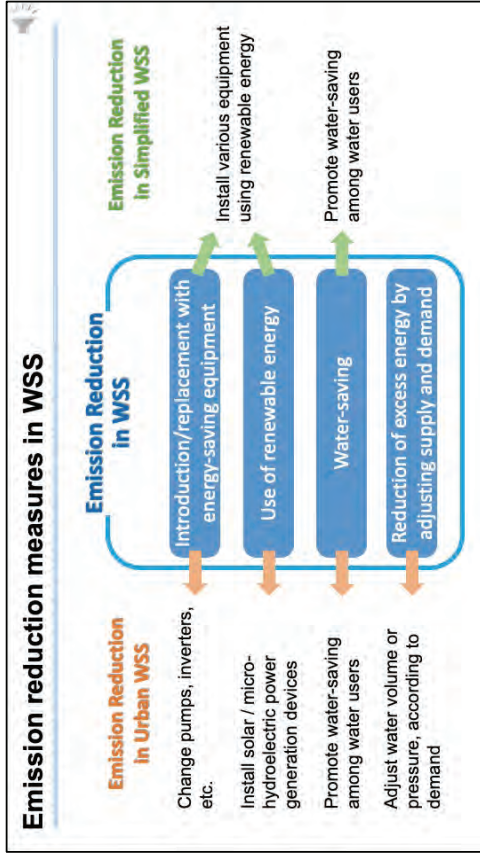 Emission reduction measures in WSS
Emission Reduction
in Urban WSS
Change pumps, inverters,
etc.
Install solar / micro-
hydroelectric power
generation devices
Promote water-saving
among water users
Adjust water volume or
pressure, according to
demand
Emission Reduction
in WSS
Introduction/replacement with
energy-saving equipment
Use of renewable energy
Water-saving
Reduction of excess energy by
adjusting supply and demand
Emission Reduction
in Simplified WSS
Install various equipment
using renewable energy
Promote water-saving
among water users